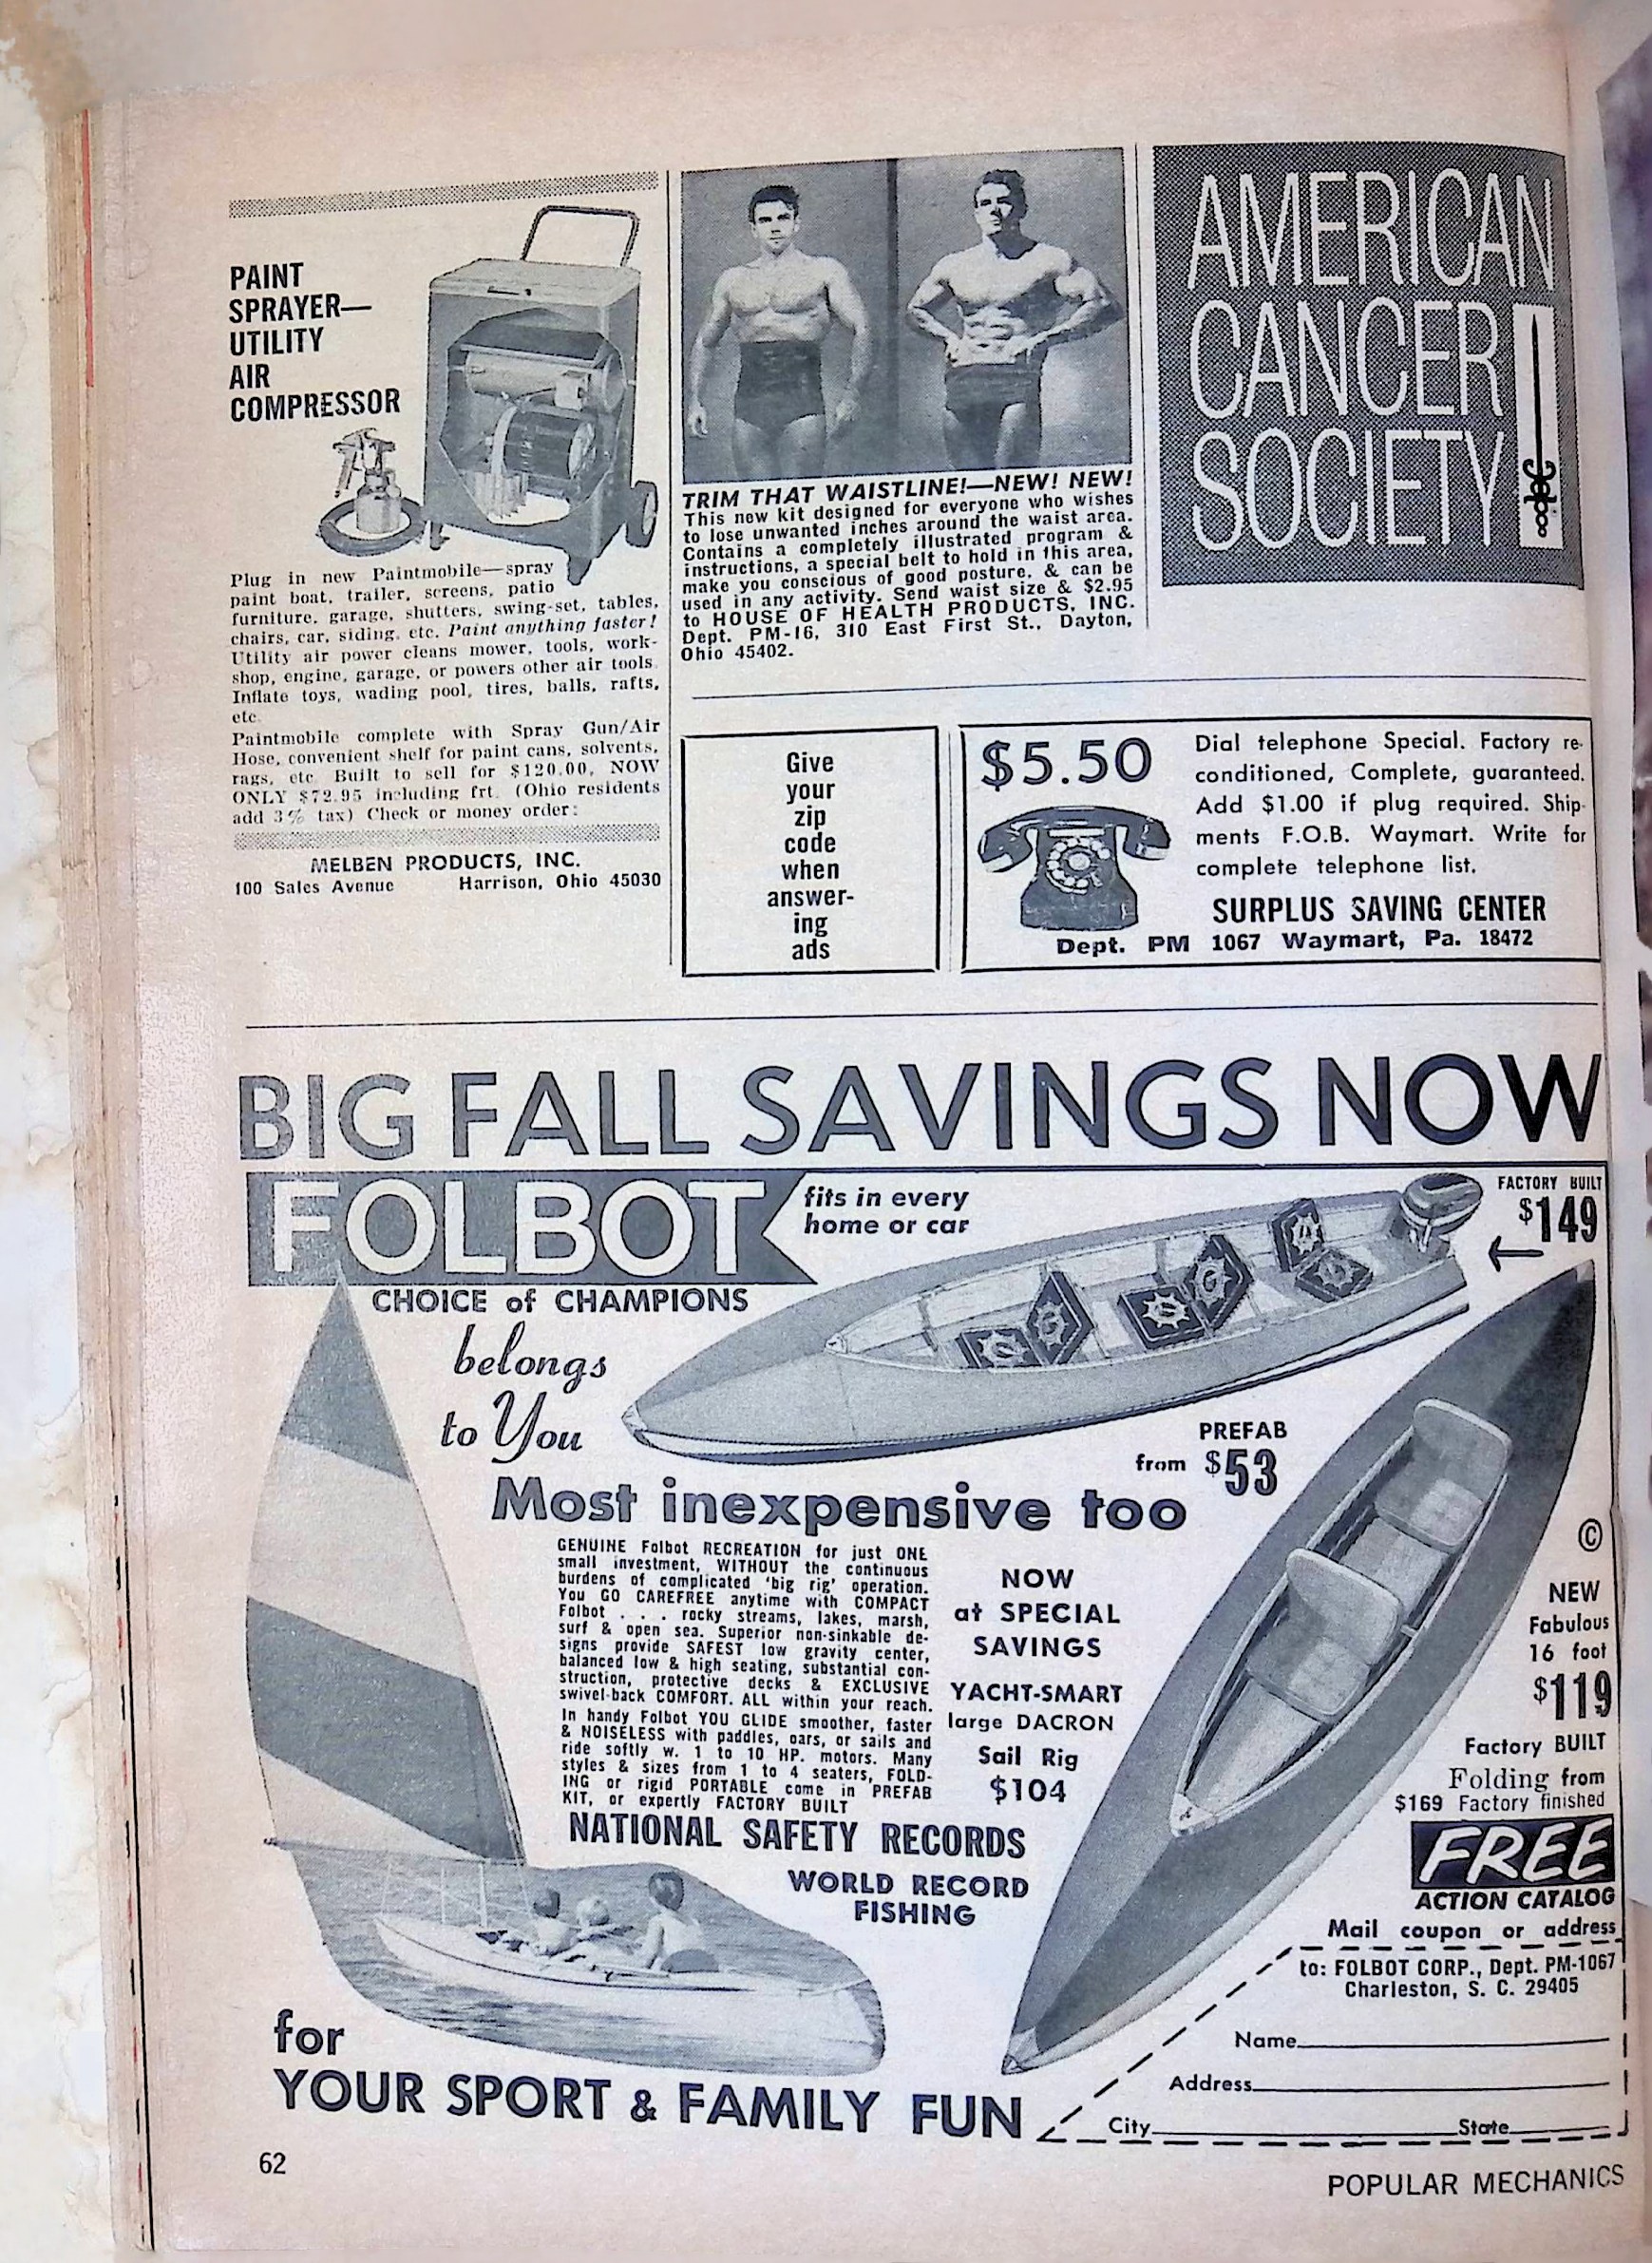 PAINT
SPRAYER—
UTILITY
AIR
COMPRESSOR
Plug in new Paintmobile—spray
paint boat, trailer, screens, patio
furniture, garage, shutters, swing-set, tables,
chairs, car, siding, etc. Paint anything faster!
Utility air power cleans mower, tools, work-
shop, engine, garage, or powers other air tools.
Inflate toys, wading pool, tires, balls, rafts,
etc.
Paintmobile complete with Spray Gun/Air
Hose, convenient shelf for paint cans, solvents,
rags, etc. Built to sell for $120.00, NOW
ONLY $72.95 including frt. (Ohio residents
add 3% tax) Check or money order:
MELBEN PRODUCTS, INC.
100 Sales Avenue Harrison, Ohio 45030
TRIM THAT WAISTLINE!—NEW! NEW!
This new kit designed for everyone who wishes
to lose unwanted inches around the waist area.
Contains a completely illustrated program &
instructions, a special belt to hold in this area,
make you conscious of good posture, & can be
used in any activity. Send waist size & $2.95
to HOUSE OF HEALTH PRODUCTS, INC.
Dept. PM-16, 310 East First St., Dayton,
Ohio 45402.
AMERICAN
CANCER
SOCIETY
Give
your
zip
code
when
answer-
ing
ads
$5.50
Dial telephone Special. Factory re-
conditioned, Complete, guaranteed.
Add $1.00 if plug required. Ship-
ments F.O.B. Waymart. Write for
complete telephone list.
SURPLUS SAVING CENTER
Dept. PM 1067 Waymart, Pa. 18472
BIG FALL SAVINGS NOW
FOLBOT
fits in every
home or car
FACTORY BUILT
$149
CHOICE of CHAMPIONS
belongs
to You
PREFAB
from $53
Most inexpensive too
GENUINE Folbot RECREATION for just ONE
small investment, WITHOUT the continuous
burdens of complicated 'big rig' operation.
You GO CAREFREE anytime with COMPACT
Folbot . . . rocky streams, lakes, marsh,
surf & open sea. Superior non-sinkable de-
signs provide SAFEST low gravity center,
balanced low & high seating, substantial con-
struction, protective decks & EXCLUSIVE
swivel-back COMFORT. ALL within your reach.
In handy Folbot YOU GLIDE smoother, faster
& NOISELESS with paddles, oars, or sails and
ride softly w. 1 to 10 HP. motors. Many
styles & sizes from 1 to 4 seaters, FOLD-
ING or rigid PORTABLE come in PREFAB
KIT, or expertly FACTORY BUILT
NOW
at SPECIAL
SAVINGS
YACHT-SMART
large DACRON
Sail Rig
$104
©
NEW
Fabulous
16 foot
$119
Factory BUILT
Folding from
$169 Factory finished
NATIONAL SAFETY RECORDS
WORLD RECORD
FISHING
FREE
ACTION CATALOG
Mail coupon or address
to: FOLBOT CORP., Dept. PM-1067
Charleston, S. C. 29405
Name
Address
City State
for
YOUR SPORT & FAMILY FUN
62
POPULAR MECHANICS